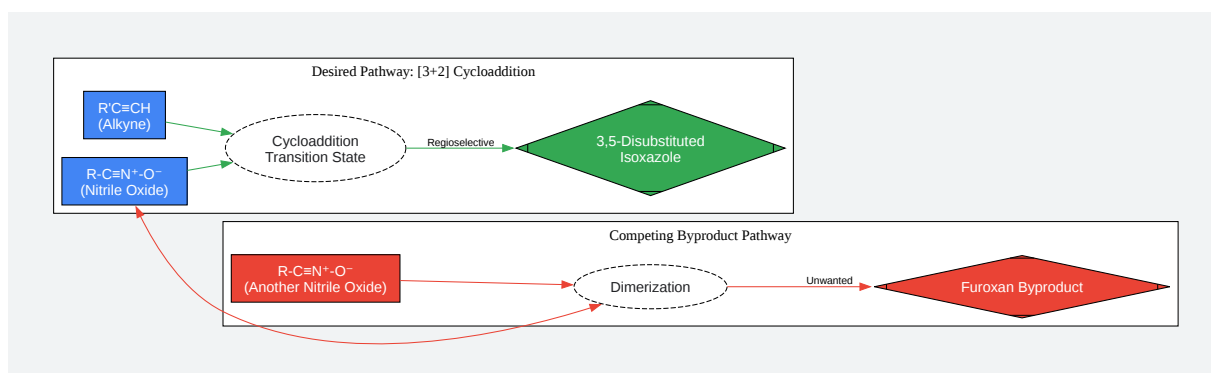 Desired Pathway: [3+2] Cycloaddition
R'C≡CH
(Alkyne)
R-C≡N⁺-O⁻
(Nitrile Oxide)
Cycloaddition
Transition State
Regioselective
3,5-Disubstituted
Isoxazole
Competing Byproduct Pathway
R-C≡N⁺-O⁻
(Another Nitrile Oxide)
Dimerization
Unwanted
Furoxan Byproduct